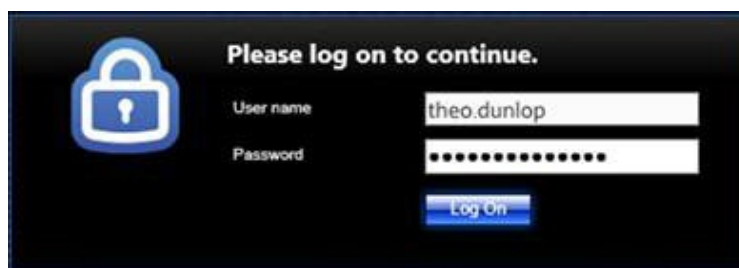 Please log on to continue.
User name theo.dunlop
Password ••••••••••••••
Log On